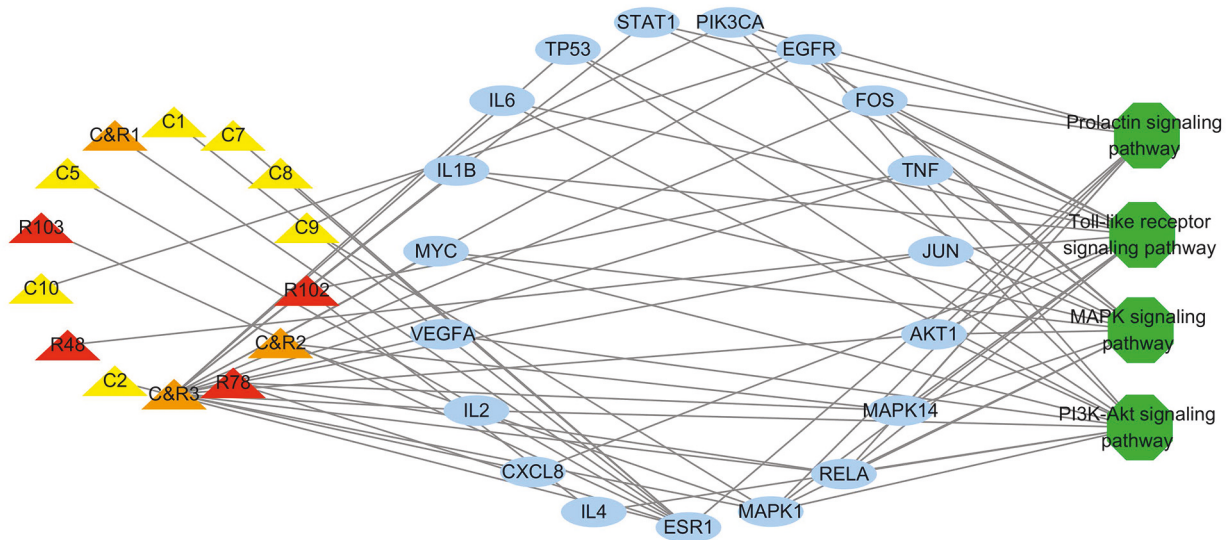 STAT1
PIK3CA
TP53
EGFR
IL6
FOS
C&R1
C1
C7
Prolactin signaling
pathway
C5
C8
IL1B
TNF
R103
C9
Toll-like receptor
signaling pathway
MYC
JUN
C10
R102
MAPK signaling
pathway
R48
C&R2
VEGFA
AKT1
C2
C&R3
R78
IL2
MAPK14
PI3K-Akt signaling
pathway
CXCL8
RELA
IL4
ESR1
MAPK1